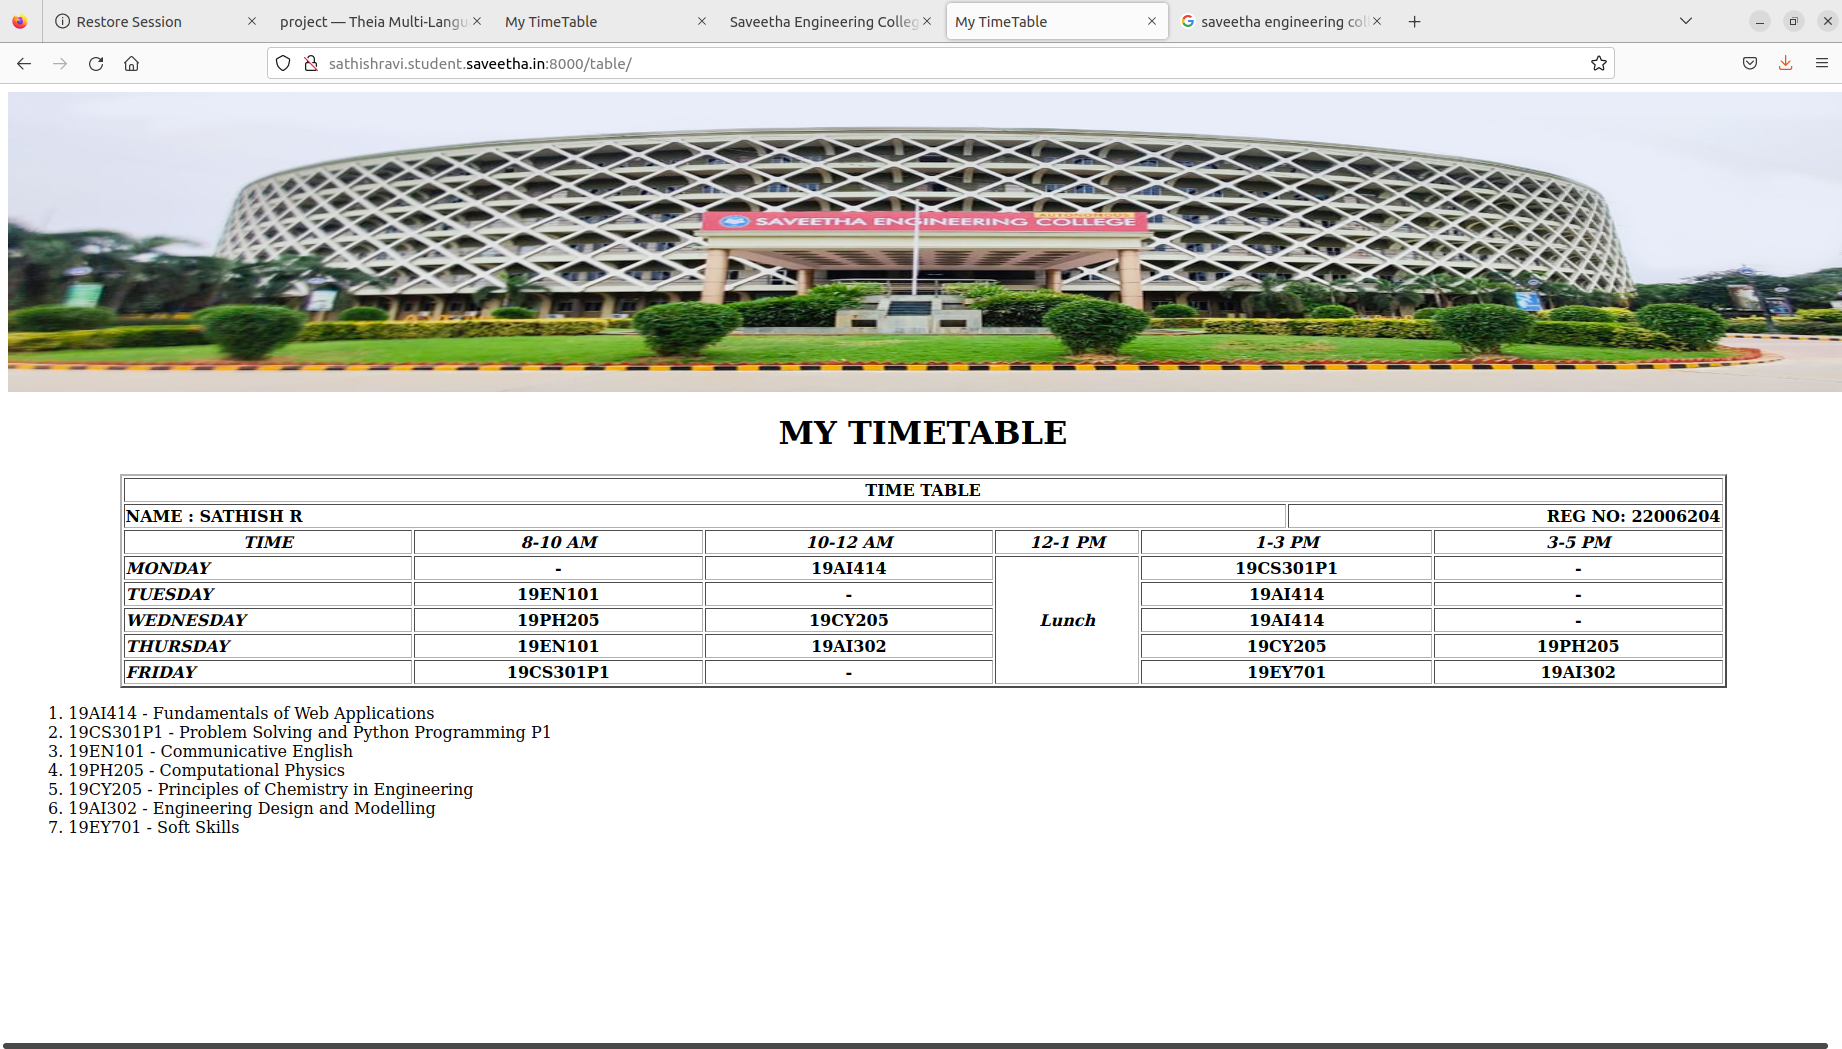 Restore Session
project — Theia Multi-Langu
My TimeTable
Saveetha Engineering Colleg
My TimeTable
saveetha engineering coll
sathishravi.student.saveetha.in:8000/table/
AUTONOMOUS
SAVEETHA ENGINEERING COLLEGE
MY TIMETABLE
TIME TABLE
NAME : SATHISH R REG NO: 22006204
TIME 8-10 AM 10-12 AM 12-1 PM 1-3 PM 3-5 PM
MONDAY - 19AI414 19CS301P1 -
TUESDAY 19EN101 - 19AI414 -
WEDNESDAY 19PH205 19CY205 Lunch 19AI414 -
THURSDAY 19EN101 19AI302 19CY205 19PH205
FRIDAY 19CS301P1 - 19EY701 19AI302
1. 19AI414 - Fundamentals of Web Applications
2. 19CS301P1 - Problem Solving and Python Programming P1
3. 19EN101 - Communicative English
4. 19PH205 - Computational Physics
5. 19CY205 - Principles of Chemistry in Engineering
6. 19AI302 - Engineering Design and Modelling
7. 19EY701 - Soft Skills